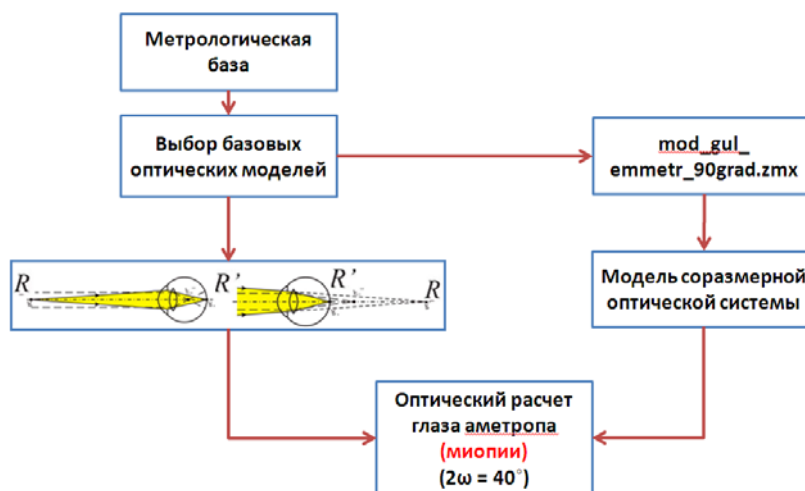 Метрологическая
база
Выбор базовых
оптических моделей
mod_gul_
emmetr_90grad.zmx
R R’ R’ R
Модель соразмерной
оптической системы
Оптический расчет
глаза аметропа
(миопии)
(2ω = 40°)